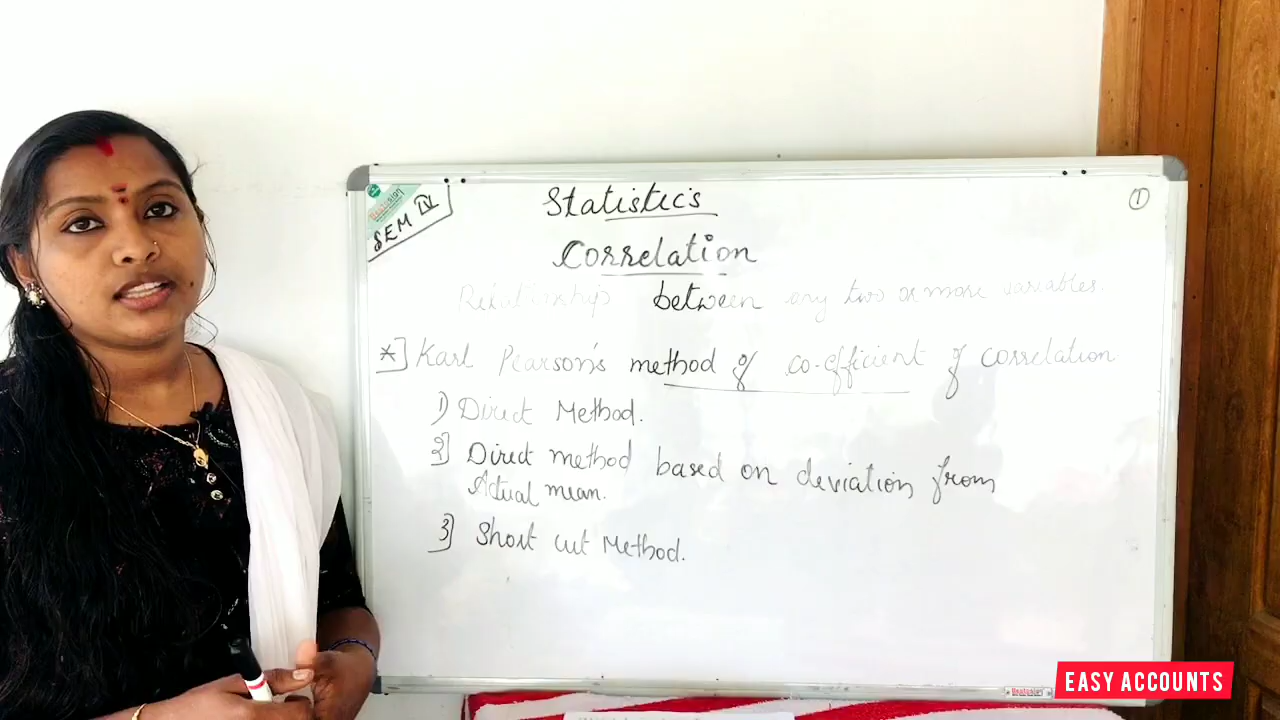 SEM IV
Statistics
①
Correlation
Relationship between any two or more variables.
*] Karl Pearson's method of co-efficient of correlation
1) Direct Method.
2] Direct method based on deviation from
Actual mean.
3] Short cut Method.
EASY ACCOUNTS